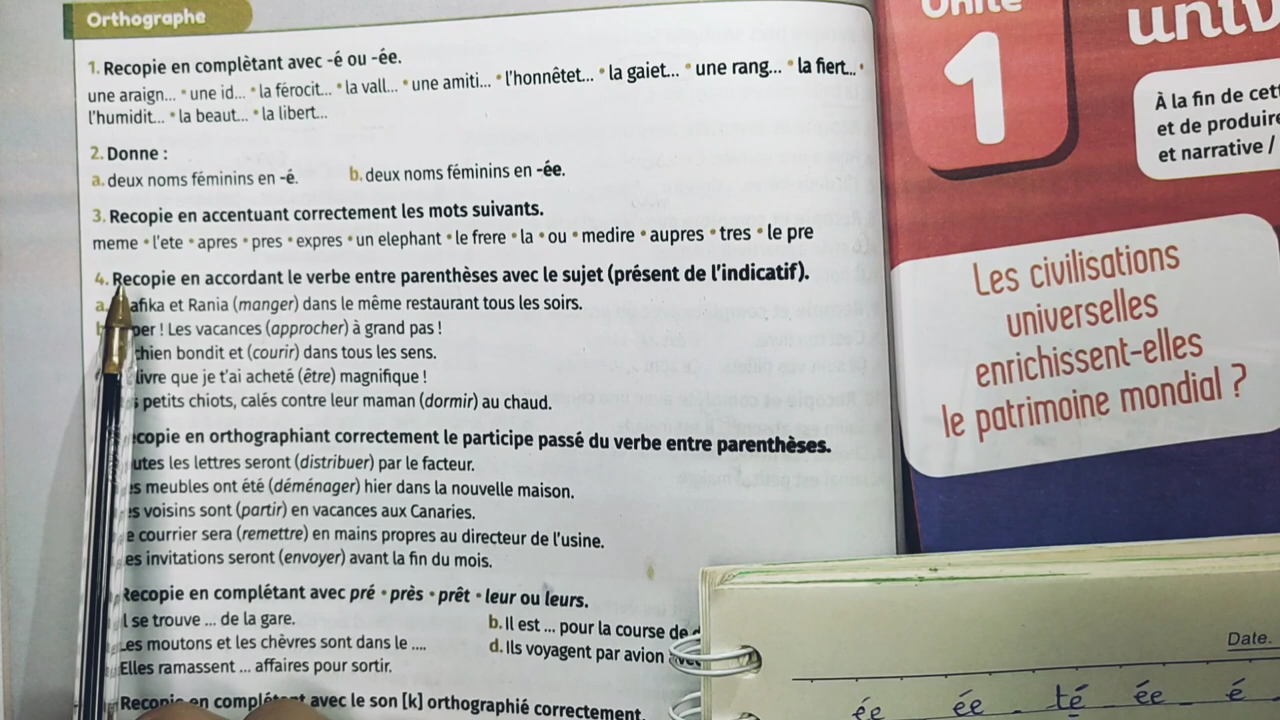 Orthographe
1. Recopie en complètant avec -é ou -ée.
une araign... • une id... • la férocit... • la vall... • une amiti... • l'honnêtet... • la gaiet... • une rang... • la fiert... •
l'humidit... • la beaut... • la libert...
2. Donne :
a. deux noms féminins en -é. b. deux noms féminins en -ée.
3. Recopie en accentuant correctement les mots suivants.
meme • l'ete • apres • pres • expres • un elephant • le frere • la • ou • medire • aupres • tres • le pre
4. Recopie en accordant le verbe entre parenthèses avec le sujet (présent de l'indicatif).
a. afika et Rania (manger) dans le même restaurant tous les soirs.
per ! Les vacances (approcher) à grand pas !
chien bondit et (courir) dans tous les sens.
livre que je t'ai acheté (être) magnifique !
s petits chiots, calés contre leur maman (dormir) au chaud.
ecopie en orthographiant correctement le participe passé du verbe entre parenthèses.
utes les lettres seront (distribuer) par le facteur.
es meubles ont été (déménager) hier dans la nouvelle maison.
es voisins sont (partir) en vacances aux Canaries.
e courrier sera (remettre) en mains propres au directeur de l'usine.
es invitations seront (envoyer) avant la fin du mois.
Recopie en complétant avec pré • près • prêt • leur ou leurs.
l se trouve ... de la gare. b. Il est ... pour la course de
Les moutons et les chèvres sont dans le .... d. Ils voyagent par avion
Elles ramassent ... affaires pour sortir.
Recopie en complétant avec le son [k] orthographié correctement.
Unité
1
univ
À la fin de cet
et de produire
et narrative /
Les civilisations
universelles
enrichissent-elles
le patrimoine mondial ?
Date.
ée ée té ée é